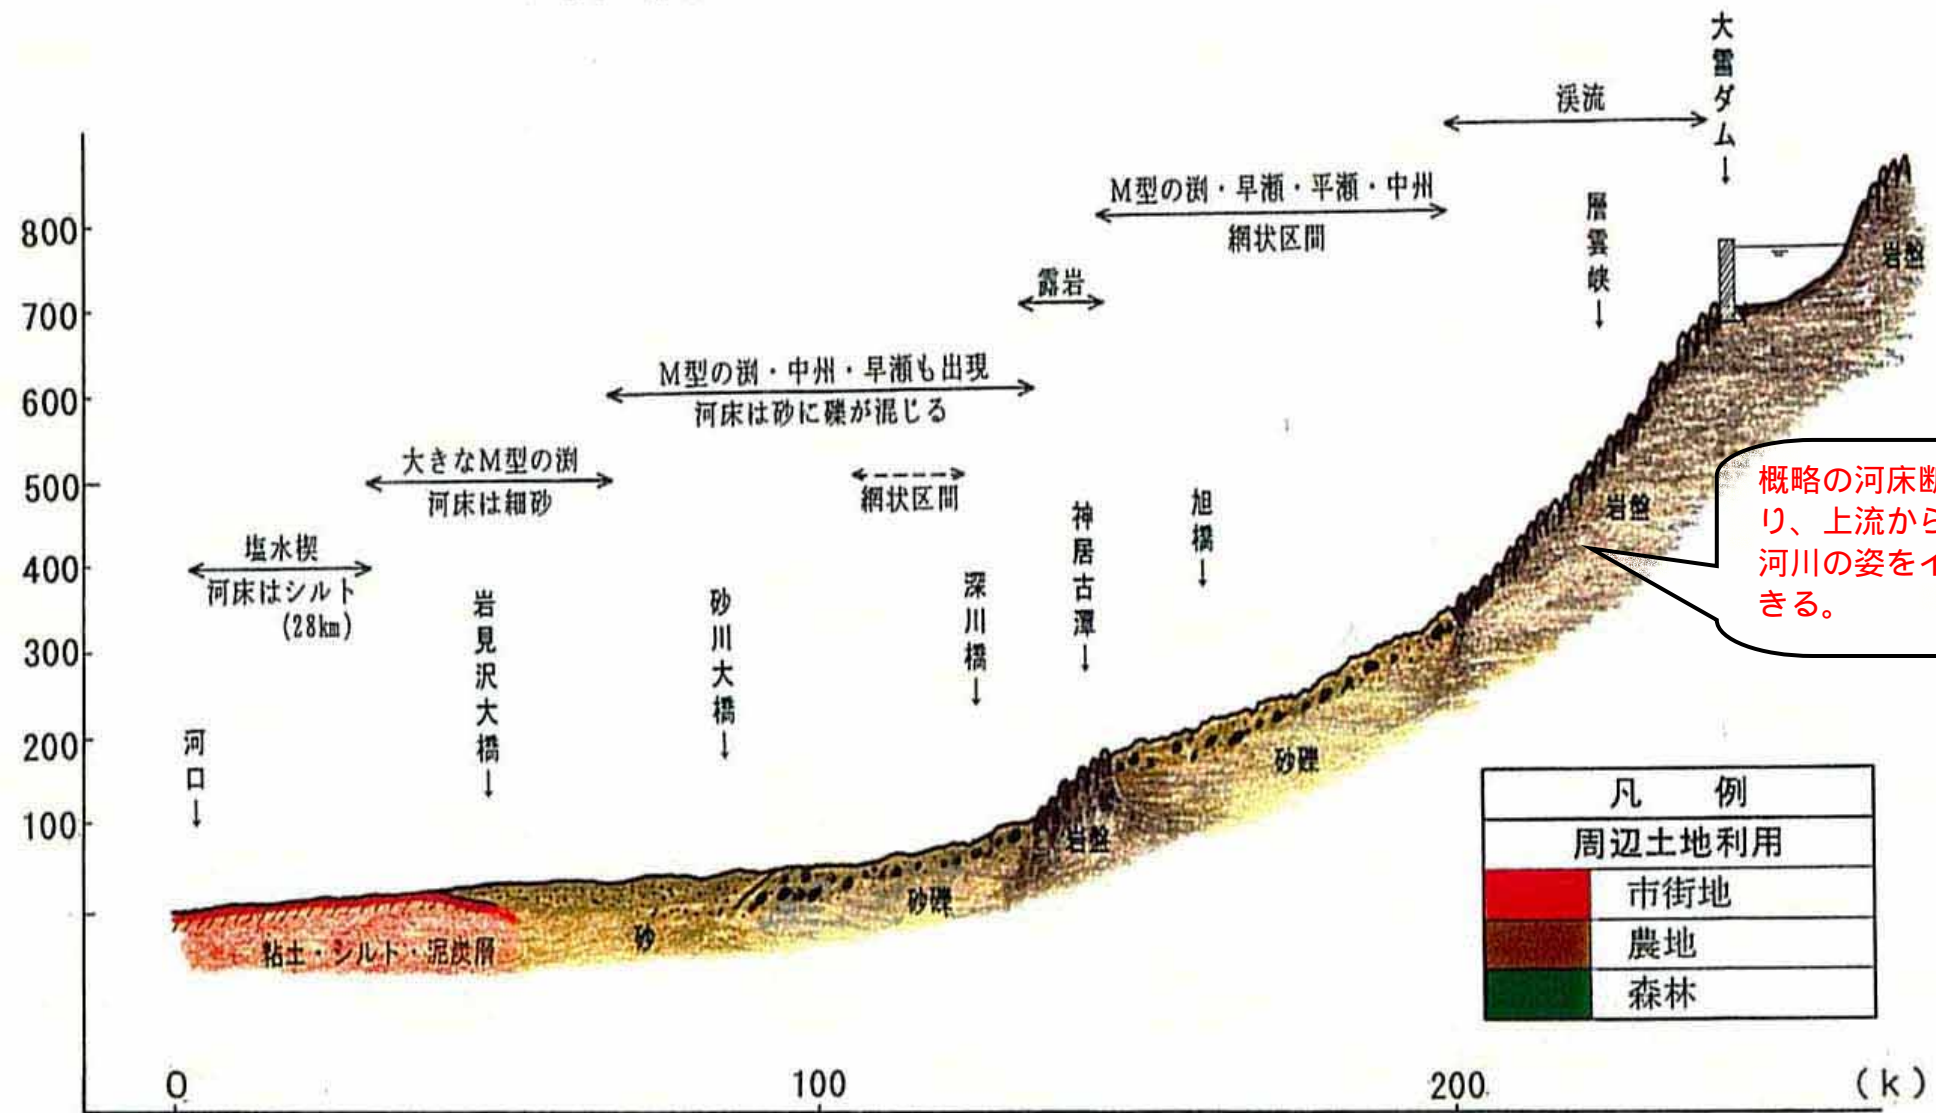 大雪ダム
渓流
M型の渕・早瀬・平瀬・中州
網状区間
層雲峡
露岩
M型の渕・中州・早瀬も出現
河床は砂に礫が混じる
網状区間
大きなM型の渕
河床は細砂
塩水楔
河床はシルト
(28km)
河口
岩見沢大橋
砂川大橋
深川橋
神居古潭
旭橋
800
700
600
500
400
300
200
100
岩盤
岩盤
岩盤
砂礫
砂礫
砂
粘土・シルト・泥炭層
概略の河床断
り、上流から
河川の姿をイ
きる。
凡 例
周辺土地利用
市街地
農地
森林
0
100
200
(k)